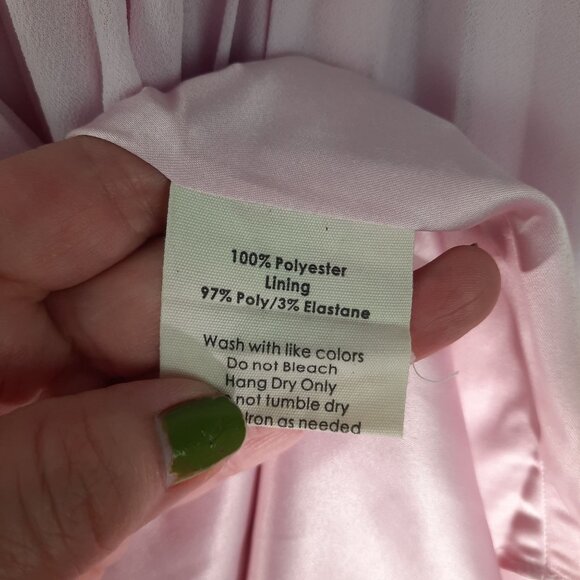 100% Polyester
Lining
97% Poly/3% Elastane
Wash with like colors
Do not Bleach
Hang Dry Only
not tumble dry
Iron as needed